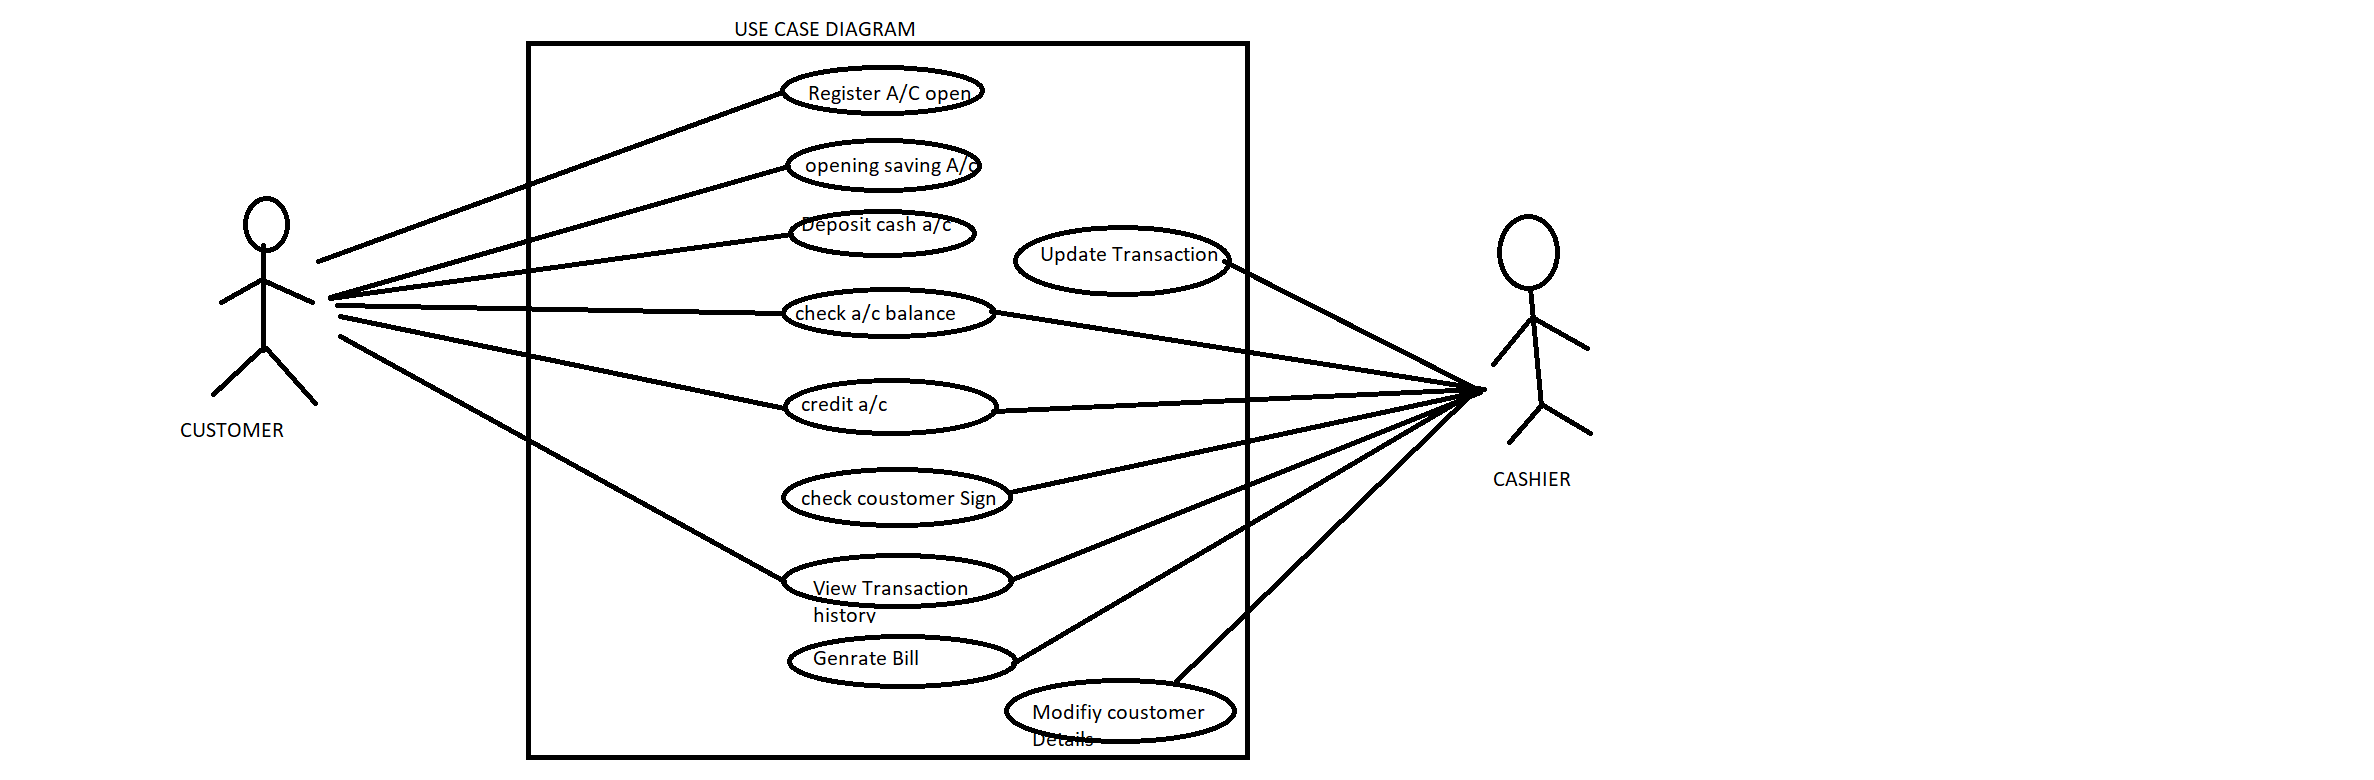 USE CASE DIAGRAM
Register A/C open
opening saving A/c
Deposit cash a/c
Update Transaction
check a/c balance
credit a/c
CUSTOMER
CASHIER
check coustomer Sign
View Transaction
history
Genrate Bill
Modifiy coustomer
Details